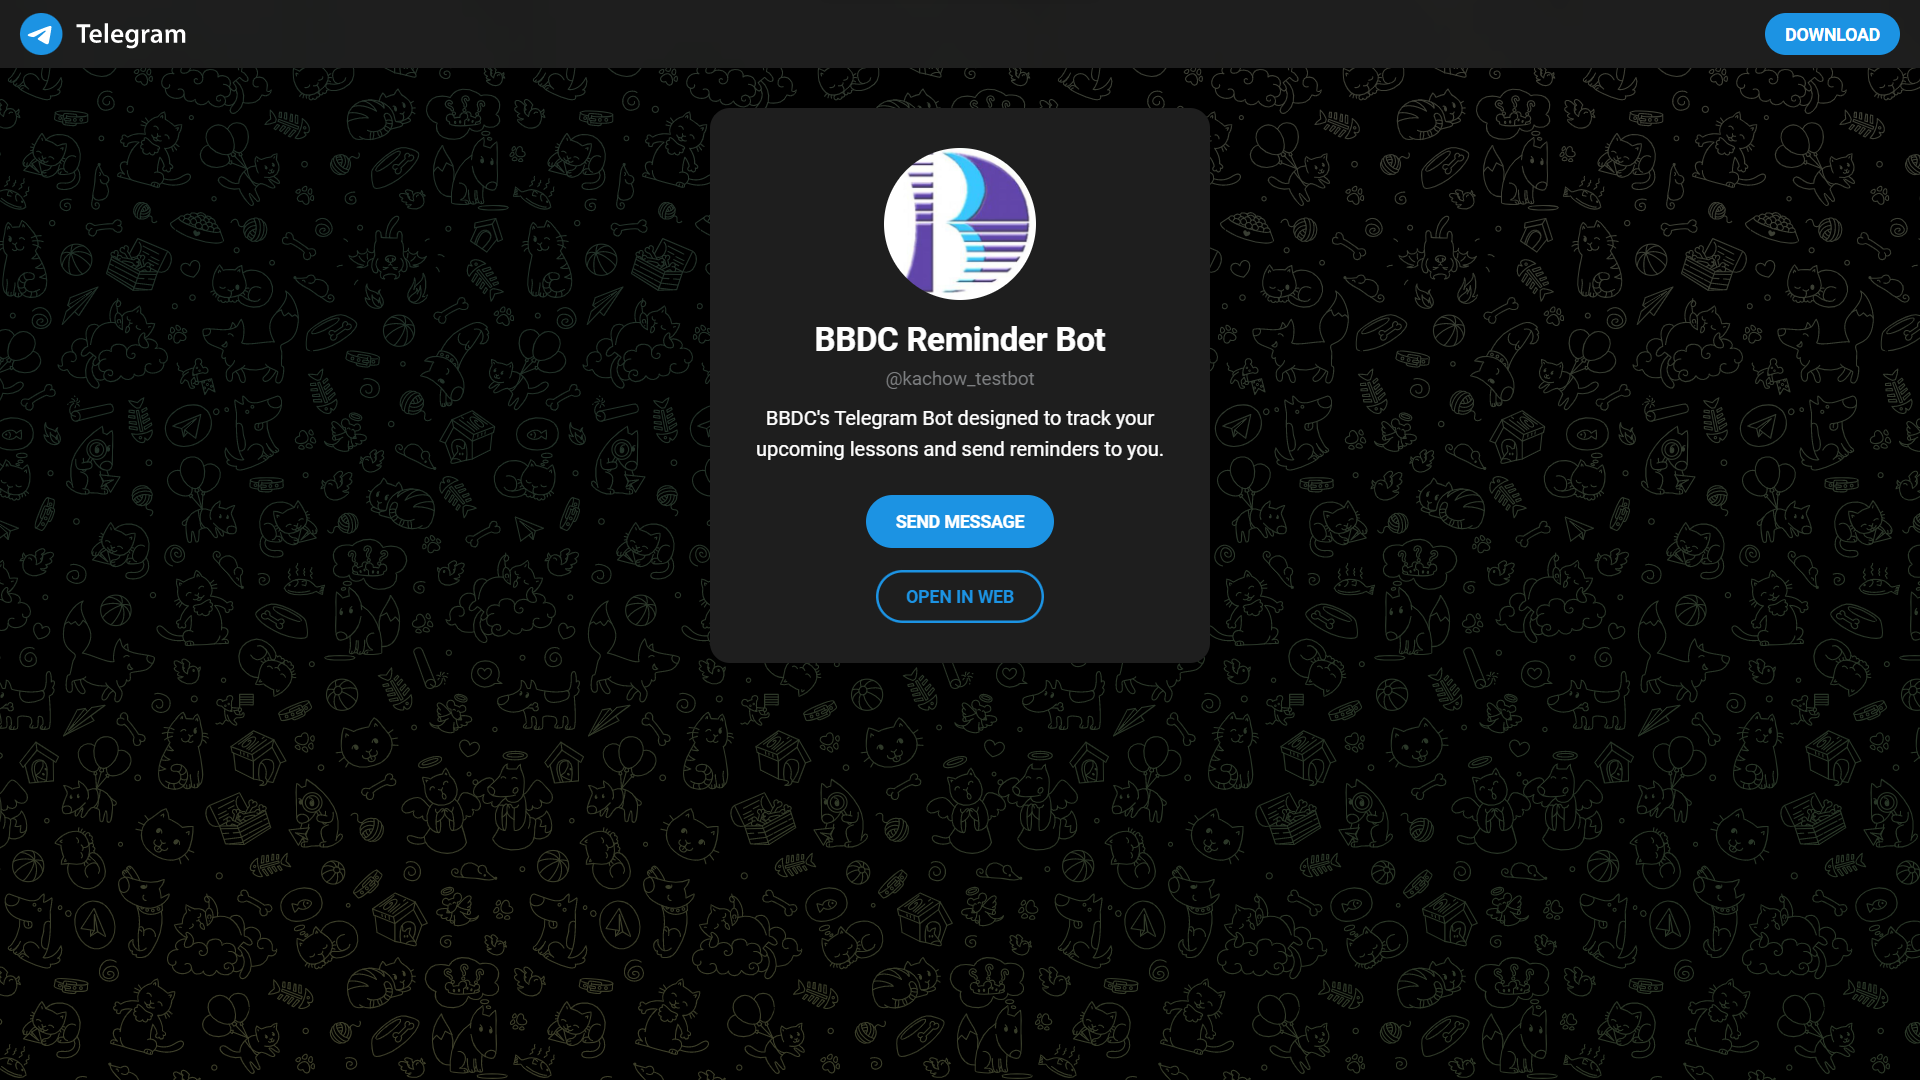 Telegram
DOWNLOAD
BBDC Reminder Bot
@kachow_testbot
BBDC's Telegram Bot designed to track your
upcoming lessons and send reminders to you.
SEND MESSAGE
OPEN IN WEB